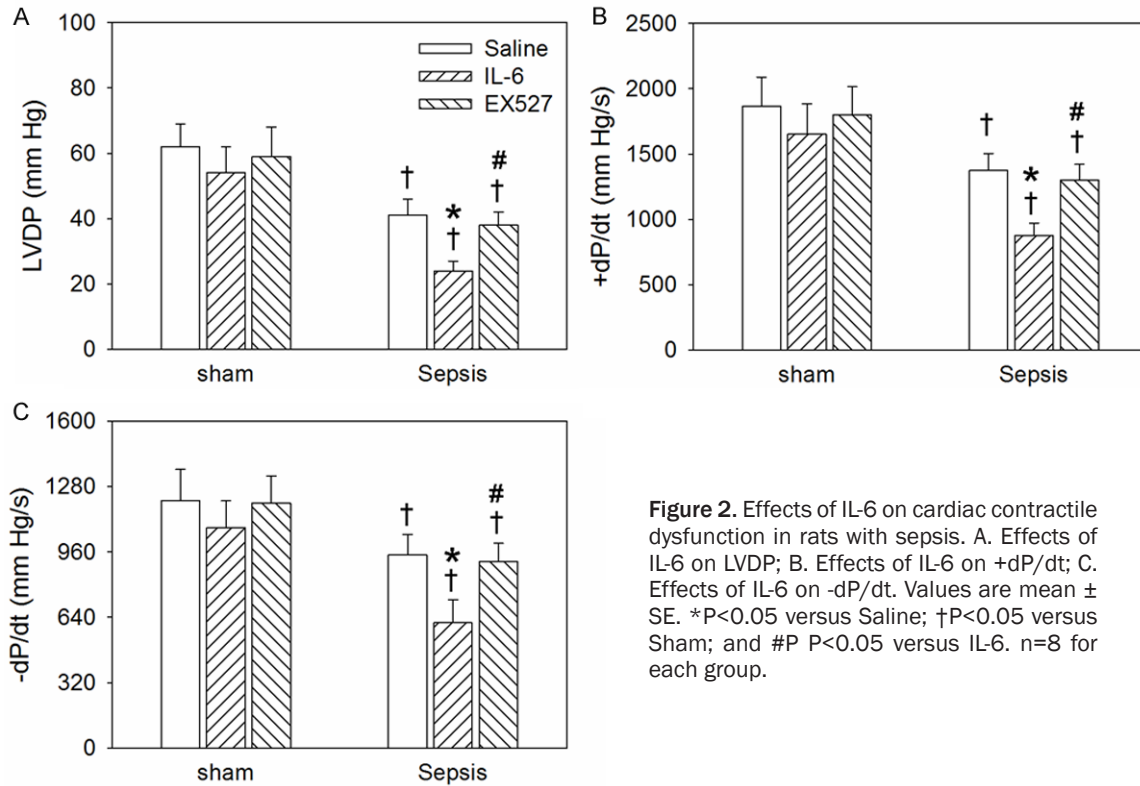 A
100
80
60
40
20
0
LVDP (mm Hg)
Saline
IL-6
EX527
†
*
†
#
†
sham
Sepsis
B
2500
2000
1500
1000
500
0
+dP/dt (mm Hg/s)
†
*
†
#
†
sham
Sepsis
C
1600
1280
960
640
320
0
-dP/dt (mm Hg/s)
†
*
†
#
†
sham
Sepsis
Figure 2. Effects of IL-6 on cardiac contractile
dysfunction in rats with sepsis. A. Effects of
IL-6 on LVDP; B. Effects of IL-6 on +dP/dt; C.
Effects of IL-6 on -dP/dt. Values are mean ±
SE. *P<0.05 versus Saline; †P<0.05 versus
Sham; and #P P<0.05 versus IL-6. n=8 for
each group.